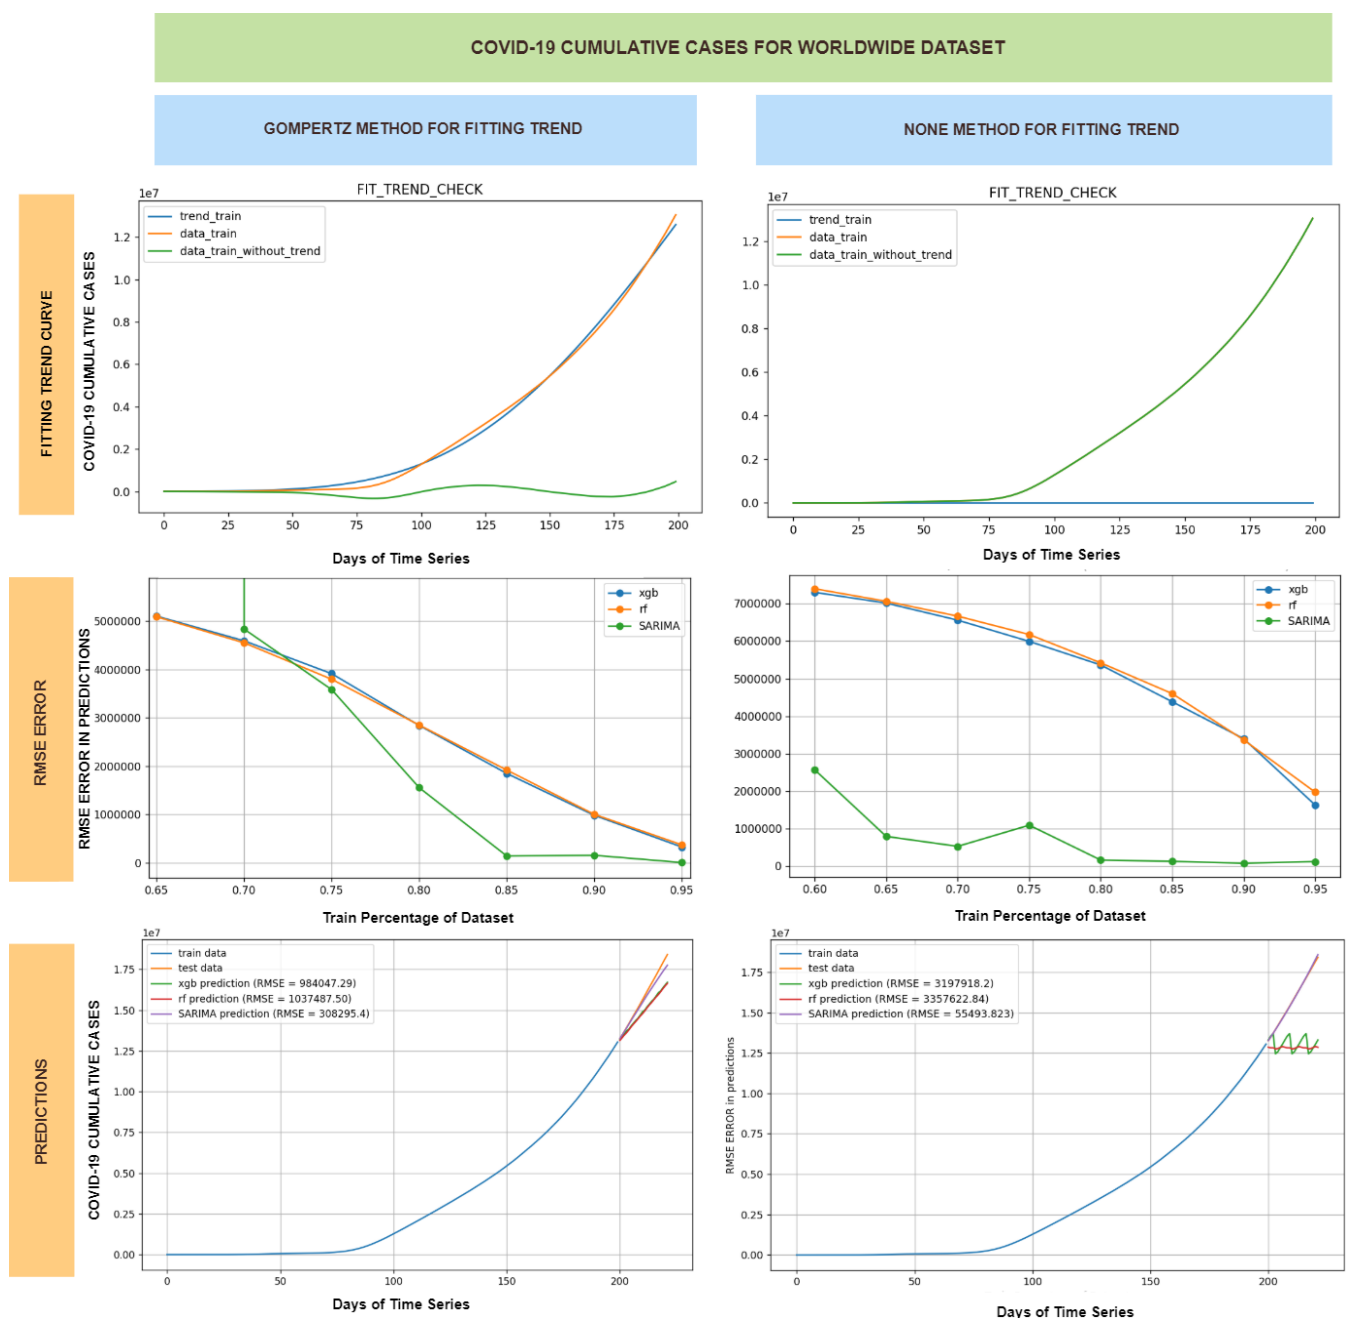 COVID-19 CUMULATIVE CASES FOR WORLDWIDE DATASET
GOMPERTZ METHOD FOR FITTING TREND
NONE METHOD FOR FITTING TREND
FITTING TREND CURVE
COVID-19 CUMULATIVE CASES
FIT_TREND_CHECK
1e7
trend_train
data_train
data_train_without_trend
1.2
1.0
0.8
0.6
0.4
0.2
0.0
0 25 50 75 100 125 150 175 200
Days of Time Series
FIT_TREND_CHECK
1e7
trend_train
data_train
data_train_without_trend
1.2
1.0
0.8
0.6
0.4
0.2
0.0
0 25 50 75 100 125 150 175 200
Days of Time Series
RMSE ERROR
RMSE ERROR IN PREDICTIONS
xgb
rf
SARIMA
5000000
4000000
3000000
2000000
1000000
0
0.65 0.70 0.75 0.80 0.85 0.90 0.95
Train Percentage of Dataset
xgb
rf
SARIMA
7000000
6000000
5000000
4000000
3000000
2000000
1000000
0
0.60 0.65 0.70 0.75 0.80 0.85 0.90 0.95
Train Percentage of Dataset
PREDICTIONS
COVID-19 CUMULATIVE CASES
1e7
train data
test data
xgb prediction (RMSE = 984047.29)
rf prediction (RMSE = 1037487.50)
SARIMA prediction (RMSE = 308295.4)
1.75
1.50
1.25
1.00
0.75
0.50
0.25
0.00
0 50 100 150 200
Days of Time Series
RMSE ERROR in predictions
1e7
train data
test data
xgb prediction (RMSE = 3197918.2)
rf prediction (RMSE = 3357622.84)
SARIMA prediction (RMSE = 55493.823)
1.75
1.50
1.25
1.00
0.75
0.50
0.25
0.00
0 50 100 150 200
Days of Time Series